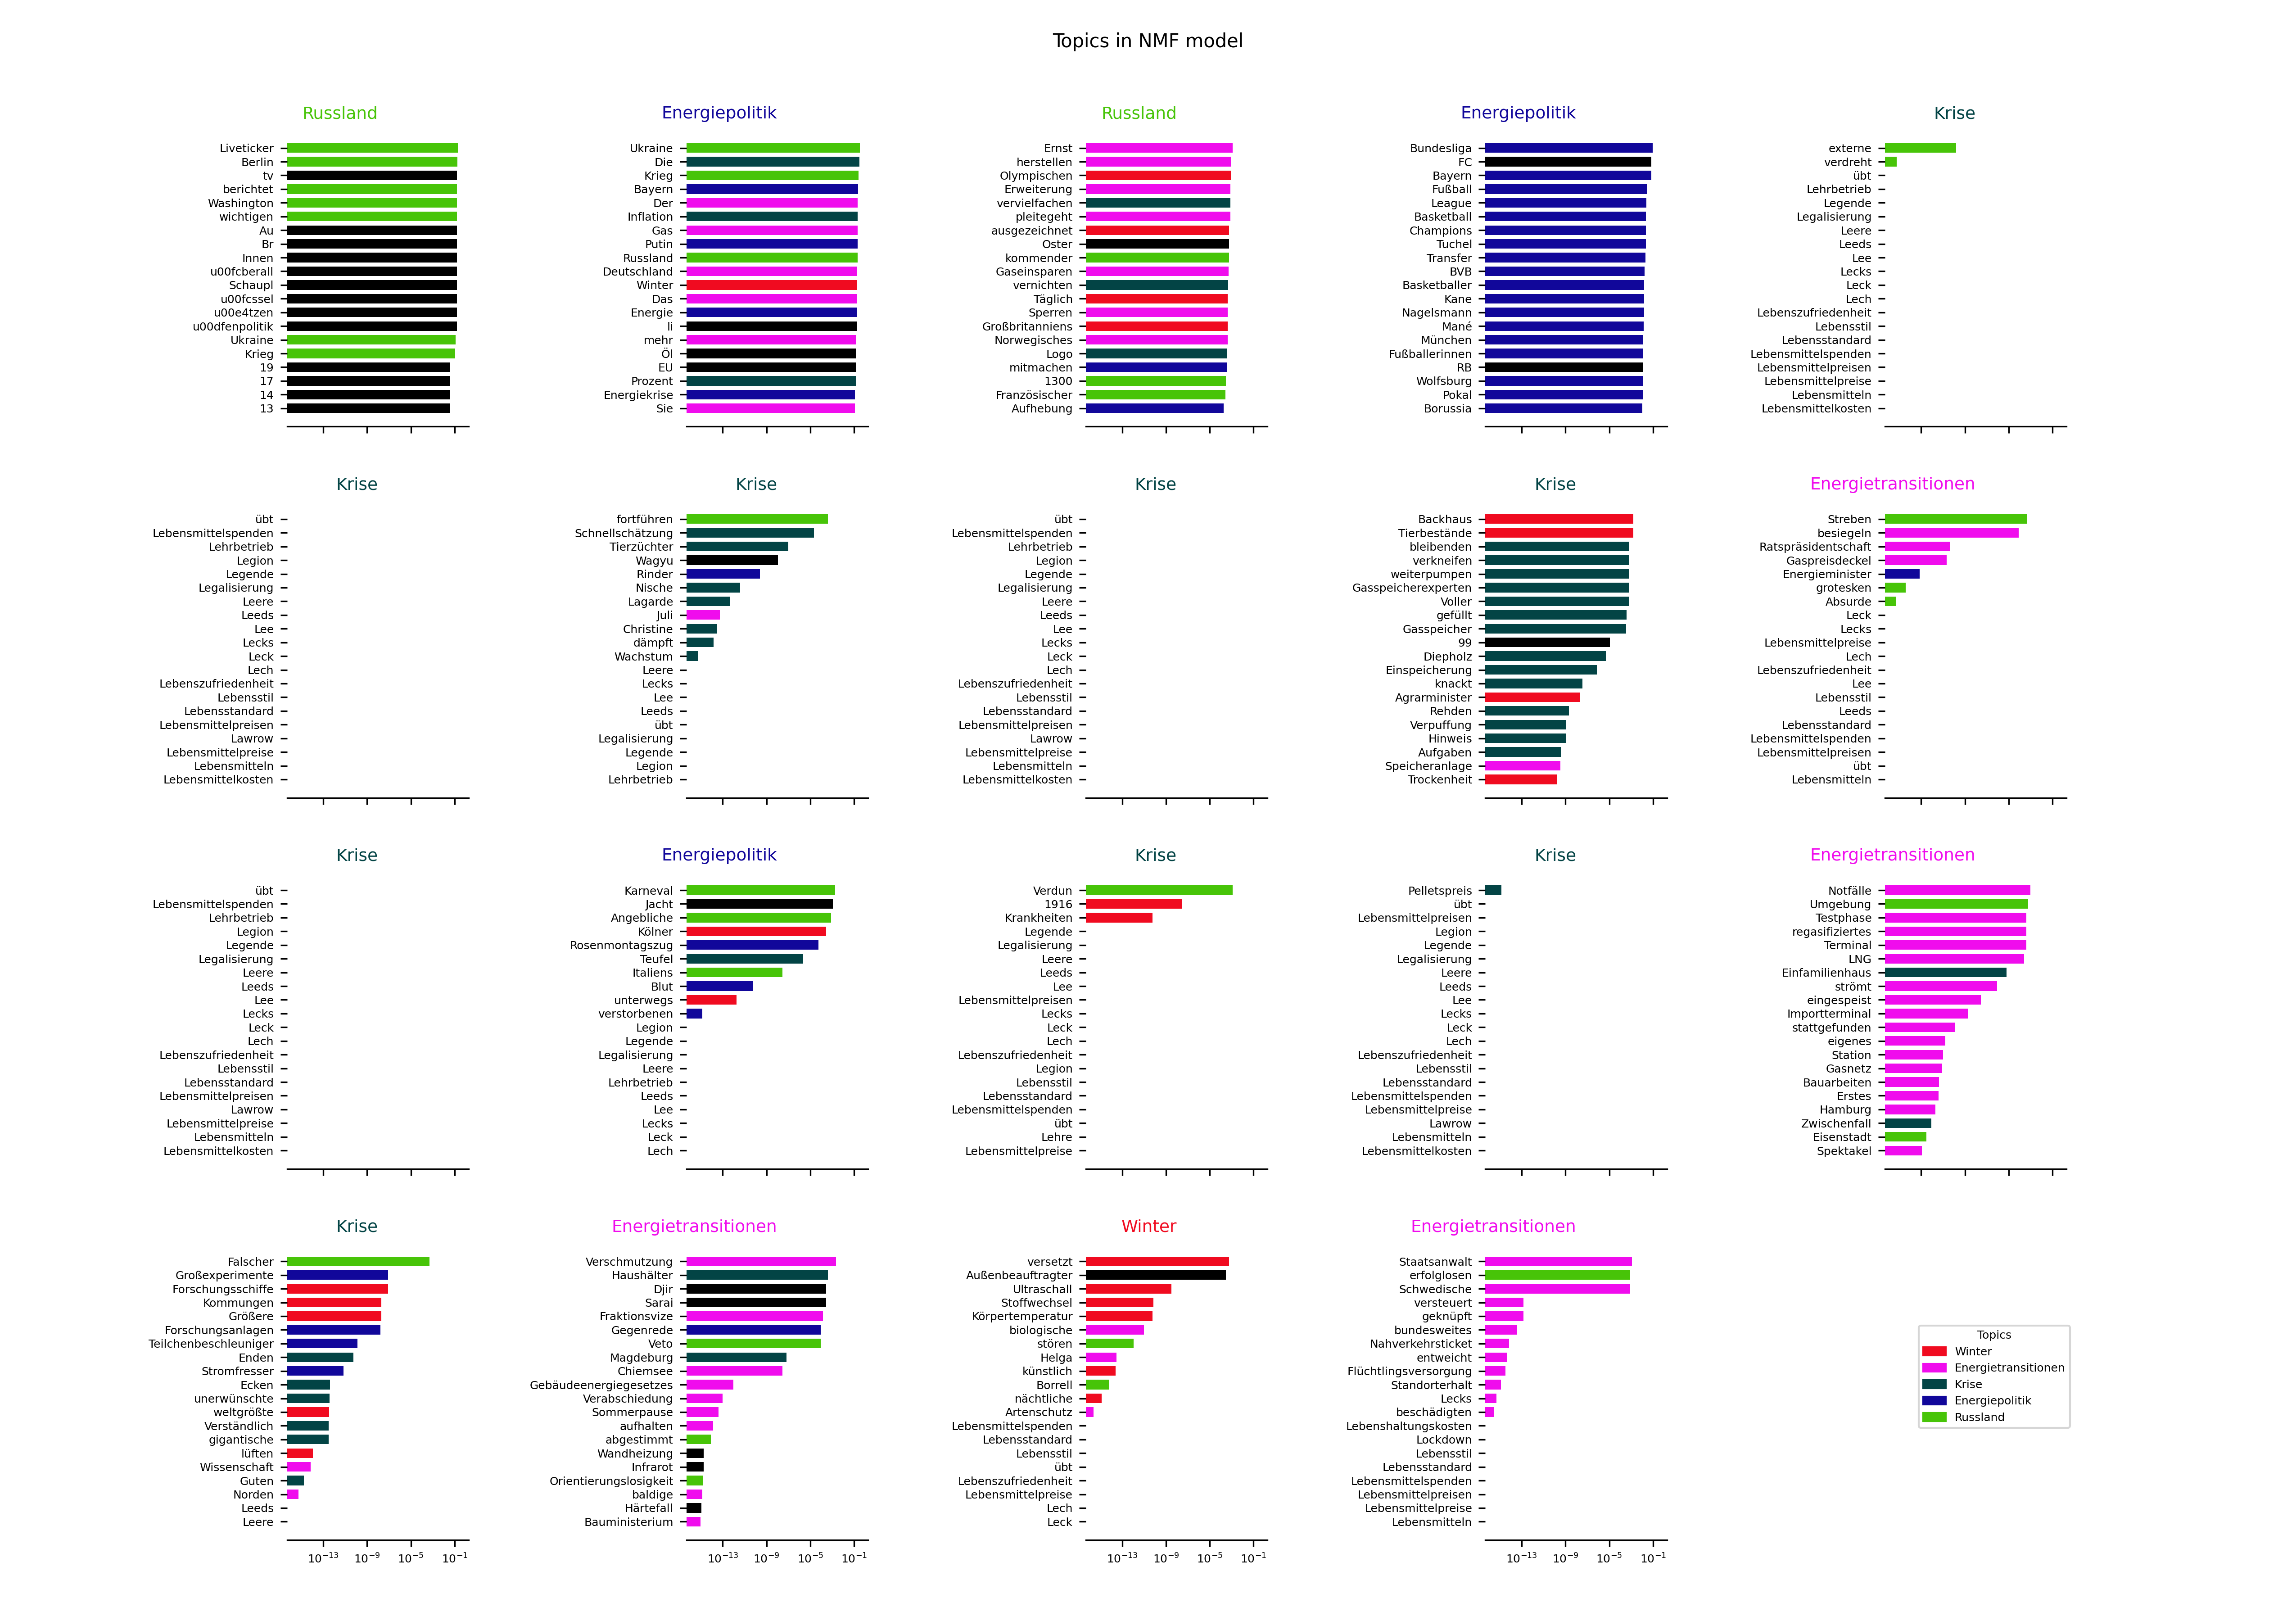 Topics in NMF model
Russland
Liveticker
Berlin
tv
berichtet
Washington
wichtigen
Au
Br
Innen
u00fcberall
Schaupl
u00fcssel
u00e4tzen
u00dfenpolitik
Ukraine
Krieg
19
17
14
13
Energiepolitik
Ukraine
Die
Krieg
Bayern
Der
Inflation
Gas
Putin
Russland
Deutschland
Winter
Das
Energie
li
mehr
Öl
EU
Prozent
Energiekrise
Sie
Russland
Ernst
herstellen
Olympischen
Erweiterung
vervielfachen
pleitegeht
ausgezeichnet
Oster
kommender
Gaseinsparen
vernichten
Täglich
Sperren
Großbritanniens
Norwegisches
Logo
mitmachen
1300
Französischer
Aufhebung
Energiepolitik
Bundesliga
FC
Bayern
Fußball
League
Basketball
Champions
Tuchel
Transfer
BVB
Basketballer
Kane
Nagelsmann
Mané
München
Fußballerinnen
RB
Wolfsburg
Pokal
Borussia
Krise
externe
verdreht
übt
Lehrbetrieb
Legende
Legalisierung
Leere
Leeds
Lee
Lecks
Leck
Lech
Lebenszufriedenheit
Lebensstil
Lebensstandard
Lebensmittelspenden
Lebensmittelpreisen
Lebensmittelpreise
Lebensmitteln
Lebensmittelkosten
Krise
übt
Lebensmittelspenden
Lehrbetrieb
Legion
Legende
Legalisierung
Leere
Leeds
Lee
Lecks
Leck
Lech
Lebenszufriedenheit
Lebensstil
Lebensstandard
Lebensmittelpreisen
Lawrow
Lebensmittelpreise
Lebensmitteln
Lebensmittelkosten
Krise
fortführen
Schnellschätzung
Tierzüchter
Wagyu
Rinder
Nische
Lagarde
Juli
Christine
dämpft
Wachstum
Leere
Lecks
Lee
Leeds
übt
Legalisierung
Legende
Legion
Lehrbetrieb
Krise
übt
Lebensmittelspenden
Lehrbetrieb
Legion
Legende
Legalisierung
Leere
Leeds
Lee
Lecks
Leck
Lech
Lebenszufriedenheit
Lebensstil
Lebensstandard
Lebensmittelpreisen
Lawrow
Lebensmittelpreise
Lebensmitteln
Lebensmittelkosten
Krise
Backhaus
Tierbestände
bleibenden
verkneifen
weiterpumpen
Gasspeicherexperten
Voller
gefüllt
Gasspeicher
99
Diepholz
Einspeicherung
knackt
Agrarminister
Rehden
Verpuffung
Hinweis
Aufgaben
Speicheranlage
Trockenheit
Energietransitionen
Streben
besiegeln
Ratspräsidentschaft
Gaspreisdeckel
Energieminister
grotesken
Absurde
Leck
Lecks
Lebensmittelpreise
Lech
Lebenszufriedenheit
Lee
Lebensstil
Leeds
Lebensstandard
Lebensmittelspenden
Lebensmittelpreisen
übt
Lebensmitteln
Krise
übt
Lebensmittelspenden
Lehrbetrieb
Legion
Legende
Legalisierung
Leere
Leeds
Lee
Lecks
Leck
Lech
Lebenszufriedenheit
Lebensstil
Lebensstandard
Lebensmittelpreisen
Lawrow
Lebensmittelpreise
Lebensmitteln
Lebensmittelkosten
Energiepolitik
Karneval
Jacht
Angebliche
Kölner
Rosenmontagszug
Teufel
Italiens
Blut
unterwegs
verstorbenen
Legion
Legende
Legalisierung
Leere
Lehrbetrieb
Leeds
Lee
Lecks
Leck
Lech
Krise
Verdun
1916
Krankheiten
Legende
Legalisierung
Leere
Leeds
Lee
Lebensmittelpreisen
Lecks
Leck
Lech
Lebenszufriedenheit
Legion
Lebensstil
Lebensstandard
Lebensmittelspenden
übt
Lehre
Lebensmittelpreise
Krise
Pelletspreis
übt
Lebensmittelpreisen
Legion
Legende
Legalisierung
Leere
Leeds
Lee
Lecks
Leck
Lech
Lebenszufriedenheit
Lebensstil
Lebensstandard
Lebensmittelspenden
Lebensmittelpreise
Lawrow
Lebensmitteln
Lebensmittelkosten
Energietransitionen
Notfälle
Umgebung
Testphase
regasifiziertes
Terminal
LNG
Einfamilienhaus
strömt
eingespeist
Importterminal
stattgefunden
eigenes
Station
Gasnetz
Bauarbeiten
Erstes
Hamburg
Zwischenfall
Eisenstadt
Spektakel
Krise
Falscher
Großexperimente
Forschungsschiffe
Kommungen
Größere
Forschungsanlagen
Teilchenbeschleuniger
Enden
Stromfresser
Ecken
unerwünschte
weltgrößte
Verständlich
gigantische
lüften
Wissenschaft
Guten
Norden
Leeds
Leere
10⁻¹³ 10⁻⁹ 10⁻⁵ 10⁻¹
Energietransitionen
Verschmutzung
Haushälter
Djir
Sarai
Fraktionsvize
Gegenrede
Veto
Magdeburg
Chiemsee
Gebäudeenergiegesetzes
Verabschiedung
Sommerpause
aufhalten
abgestimmt
Wandheizung
Infrarot
Orientierungslosigkeit
baldige
Härtefall
Bauministerium
10⁻¹³ 10⁻⁹ 10⁻⁵ 10⁻¹
Winter
versetzt
Außenbeauftragter
Ultraschall
Stoffwechsel
Körpertemperatur
biologische
stören
Helga
künstlich
Borrell
nächtliche
Artenschutz
Lebensmittelspenden
Lebensstandard
Lebensstil
übt
Lebenszufriedenheit
Lebensmittelpreise
Lech
Leck
10⁻¹³ 10⁻⁹ 10⁻⁵ 10⁻¹
Energietransitionen
Staatsanwalt
erfolglosen
Schwedische
versteuert
geknüpft
bundesweites
Nahverkehrsticket
entweicht
Flüchtlingsversorgung
Standorterhalt
Lecks
beschädigten
Lebenshaltungskosten
Lockdown
Lebensstil
Lebensstandard
Lebensmittelspenden
Lebensmittelpreisen
Lebensmittelpreise
Lebensmitteln
10⁻¹³ 10⁻⁹ 10⁻⁵ 10⁻¹
Topics
Winter
Energietransitionen
Krise
Energiepolitik
Russland